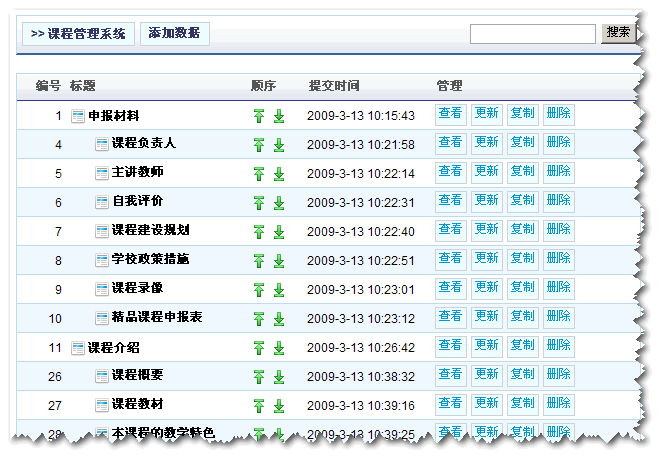 >> 课程管理系统 添加数据 搜索
编号 标题 顺序 提交时间 管理
1 申报材料 2009-3-13 10:15:43 查看 更新 复制 删除
4 课程负责人 2009-3-13 10:21:58 查看 更新 复制 删除
5 主讲教师 2009-3-13 10:22:14 查看 更新 复制 删除
6 自我评价 2009-3-13 10:22:31 查看 更新 复制 删除
7 课程建设规划 2009-3-13 10:22:40 查看 更新 复制 删除
8 学校政策措施 2009-3-13 10:22:51 查看 更新 复制 删除
9 课程录像 2009-3-13 10:23:01 查看 更新 复制 删除
10 精品课程申报表 2009-3-13 10:23:12 查看 更新 复制 删除
11 课程介绍 2009-3-13 10:26:42 查看 更新 复制 删除
26 课程概要 2009-3-13 10:38:32 查看 更新 复制 删除
27 课程教材 2009-3-13 10:39:16 查看 更新 复制 删除
28 本课程的教学特色 2009-3-13 10:39:25 查看 更新 复制 删除